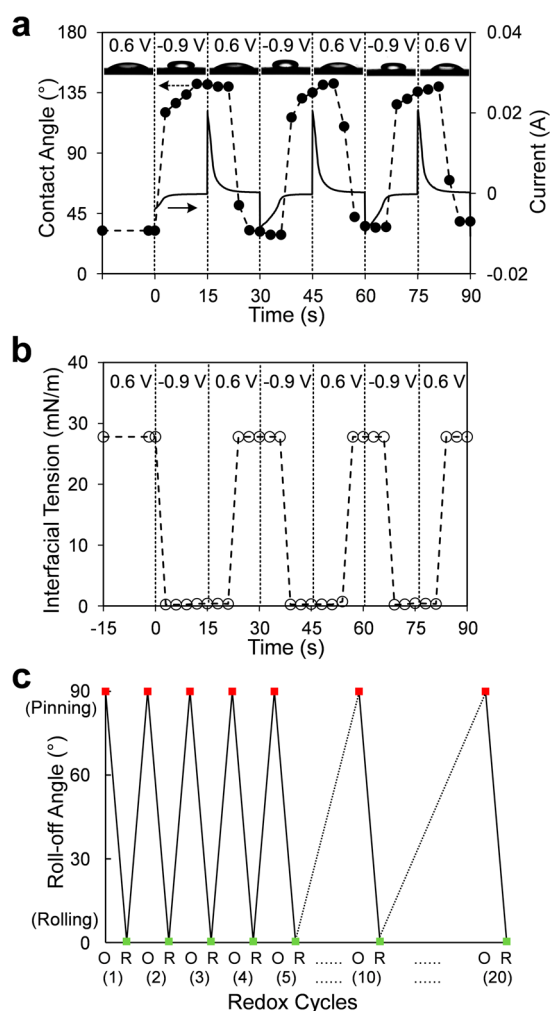 a
180
0.04
0.6 V -0.9 V 0.6 V -0.9 V 0.6 V -0.9 V 0.6 V
135
0.02
90
0
45
0
-0.02
Contact Angle (°)
Current (A)
-15 0 15 30 45 60 75 90
Time (s)
b
40
0.6 V -0.9 V 0.6 V -0.9 V 0.6 V -0.9 V 0.6 V
30
20
10
0
Interfacial Tension (mN/m)
-15 0 15 30 45 60 75 90
Time (s)
c
90
(Pinning)
60
30
(Rolling)
0
Roll-off Angle (°)
O R O R O R O R O R ...... O R ...... O R
(1) (2) (3) (4) (5) ...... (10) ...... (20)
Redox Cycles